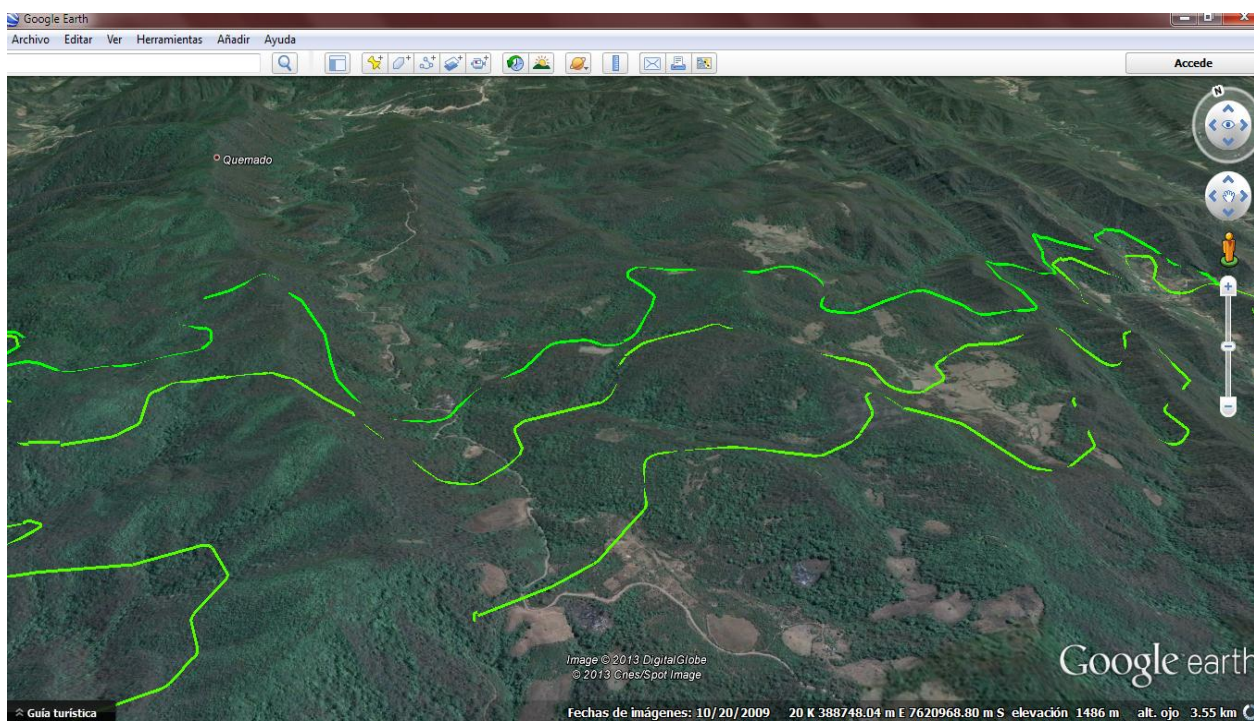 Google Earth
Archivo Editar Ver Herramientas Añadir Ayuda
Accede
N
Quemado
Image © 2013 DigitalGlobe
© 2013 Cnes/Spot Image
Google earth
Guía turística
Fechas de imágenes: 10/20/2009 20 K 388748.04 m E 7620968.80 m S elevación 1486 m alt. ojo 3.55 km